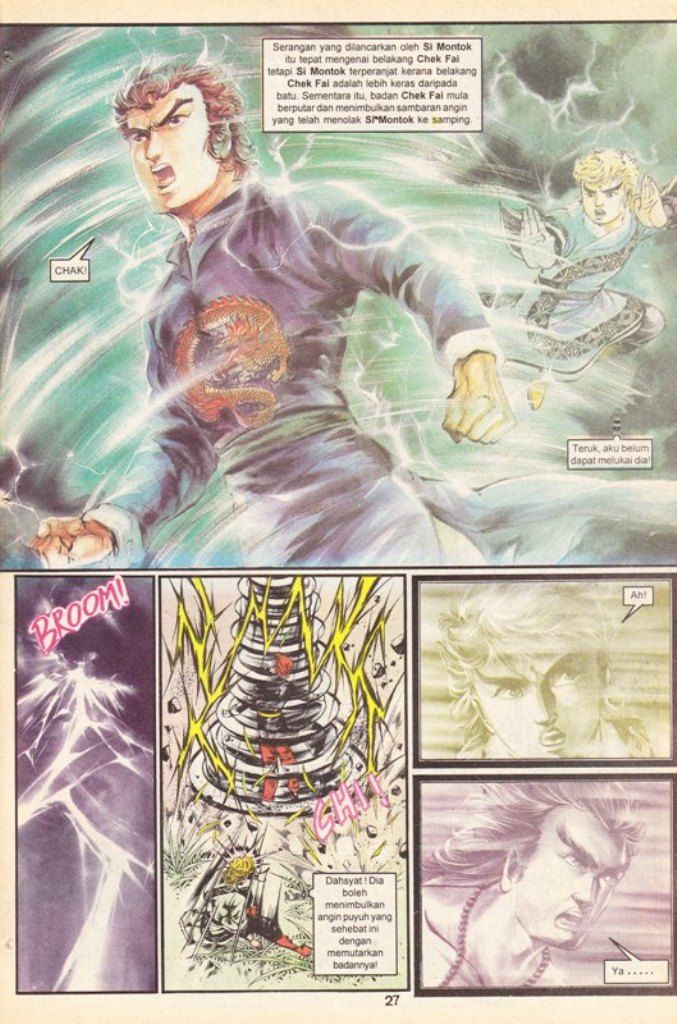 Serangan yang dilancarkan oleh Si Montok
itu tepat mengenai belakang Chek Fai
tetapi Si Montok terperanjat kerana belakang
Chek Fai adalah lebih keras daripada
batu. Sementara itu, badan Chek Fai mula
berputar dan menimbulkan sambaran angin
yang telah menolak Si Montok ke samping.
CHAK!
Teruk, aku belum
dapat melukai dia!
BROOM!
CHI!
Dahsyat! Dia
boleh
menimbulkan
angin puyuh yang
sehebat ini
dengan
memutarkan
badannya!
Ah!
Ya .....
27